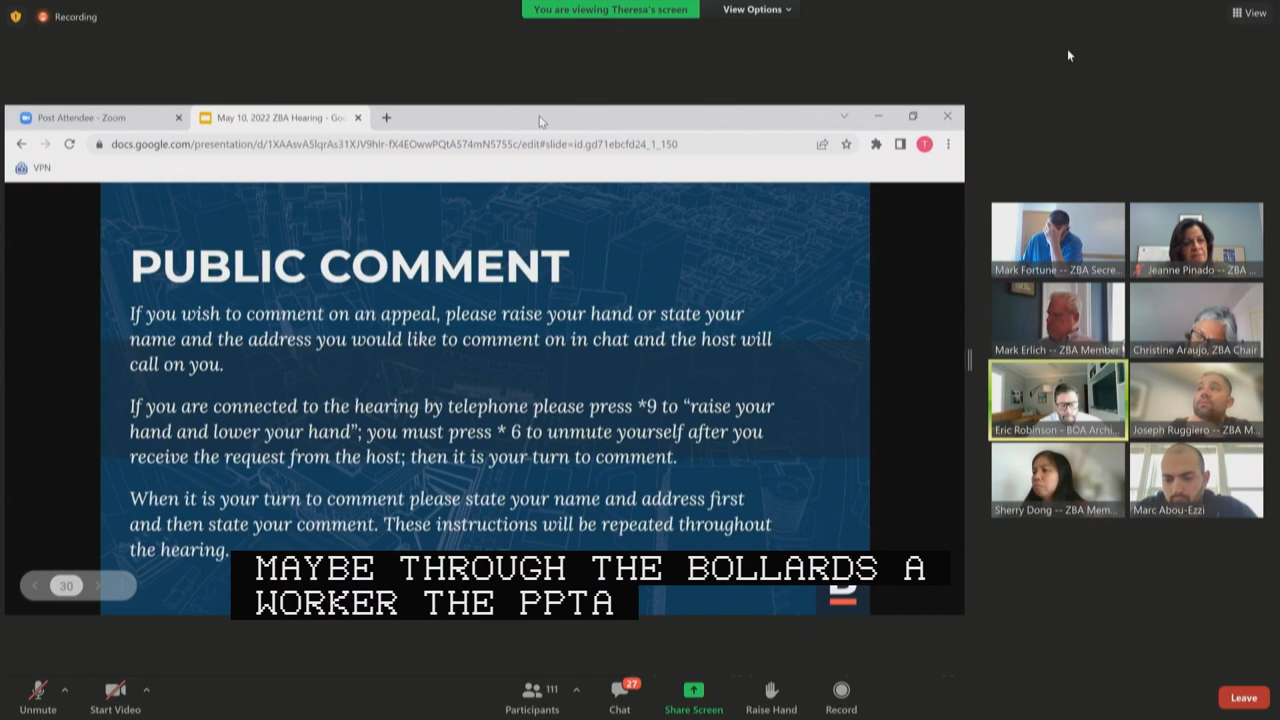 Recording
You are viewing Theresa's screen
View Options
View
Post Attendee - Zoom
May 10, 2022 ZBA Hearing - Goo
docs.google.com/presentation/d/1XAAsvA5lqrAs31XJV9hIr-fX4EOwwPQtA574mN5755c/edit#slide=id.gd71ebcfd24_1_150
T
VPN
PUBLIC COMMENT
If you wish to comment on an appeal, please raise your hand or state your
name and the address you would like to comment on in chat and the host will
call on you.
If you are connected to the hearing by telephone please press *9 to “raise your
hand and lower your hand”; you must press * 6 to unmute yourself after you
receive the request from the host; then it is your turn to comment.
When it is your turn to comment please state your name and address first
and then state your comment. These instructions will be repeated throughout
the hearing.
30
B
MAYBE THROUGH THE BOLLARDS A
WORKER THE PPTA
Mark Fortune -- ZBA Secre...
Jeanne Pinado -- ZBA ...
Mark Erlich -- ZBA Member
Christine Araujo, ZBA Chair
Eric Robinson - BOA Archi...
Joseph Ruggiero -- ZBA M...
Sherry Dong -- ZBA Mem...
Marc Abou-Ezzi
Unmute
Start Video
111
Participants
27
Chat
Share Screen
Raise Hand
Record
Leave